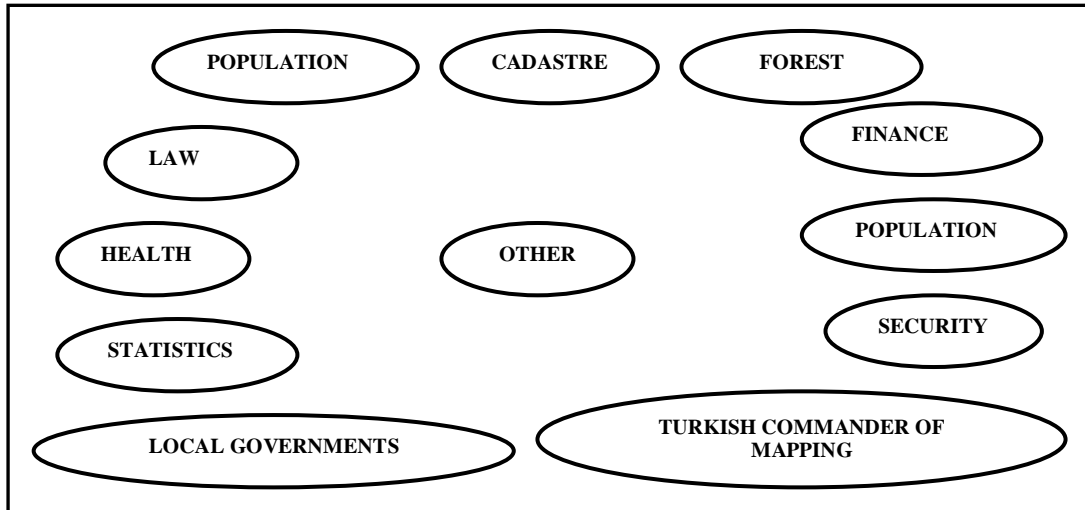 POPULATION
CADASTRE
FOREST
LAW
FINANCE
HEALTH
OTHER
POPULATION
STATISTICS
SECURITY
LOCAL GOVERNMENTS
TURKISH COMMANDER OF
MAPPING